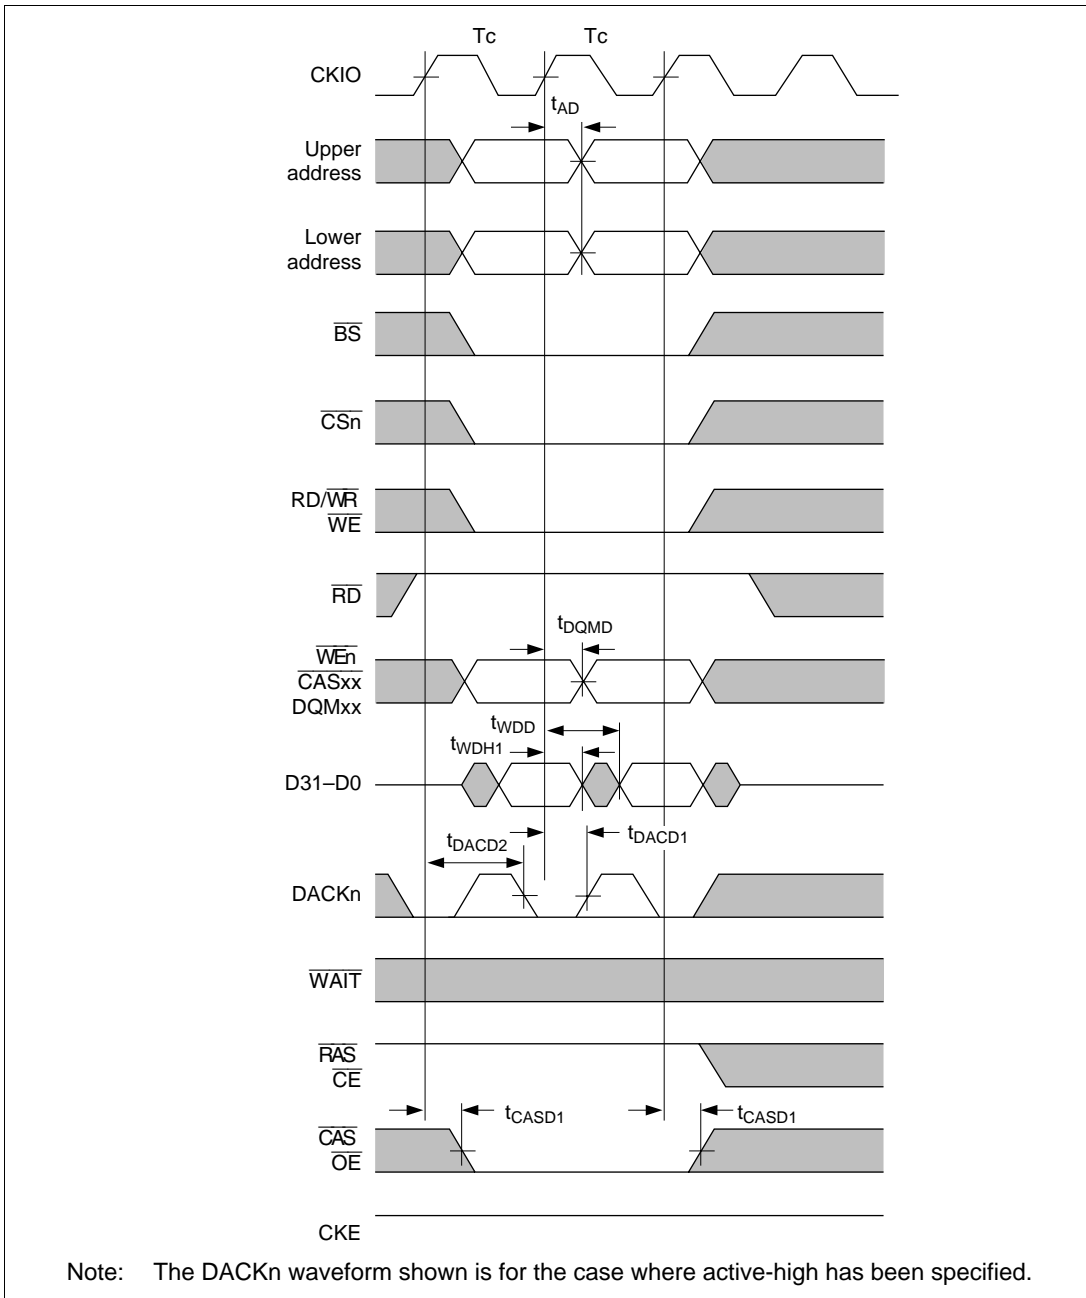 Tc Tc
CKIO
tAD
Upper
address
Lower
address
BS
CSn
RD/WR
WE
RD
tDQMD
WEn
CASxx
DQMxx
tWDD
tWDH1
D31–D0
tDACD2 tDACD1
DACKn
WAIT
RAS
CE
tCASD1 tCASD1
CAS
OE
CKE
Note: The DACKn waveform shown is for the case where active-high has been specified.